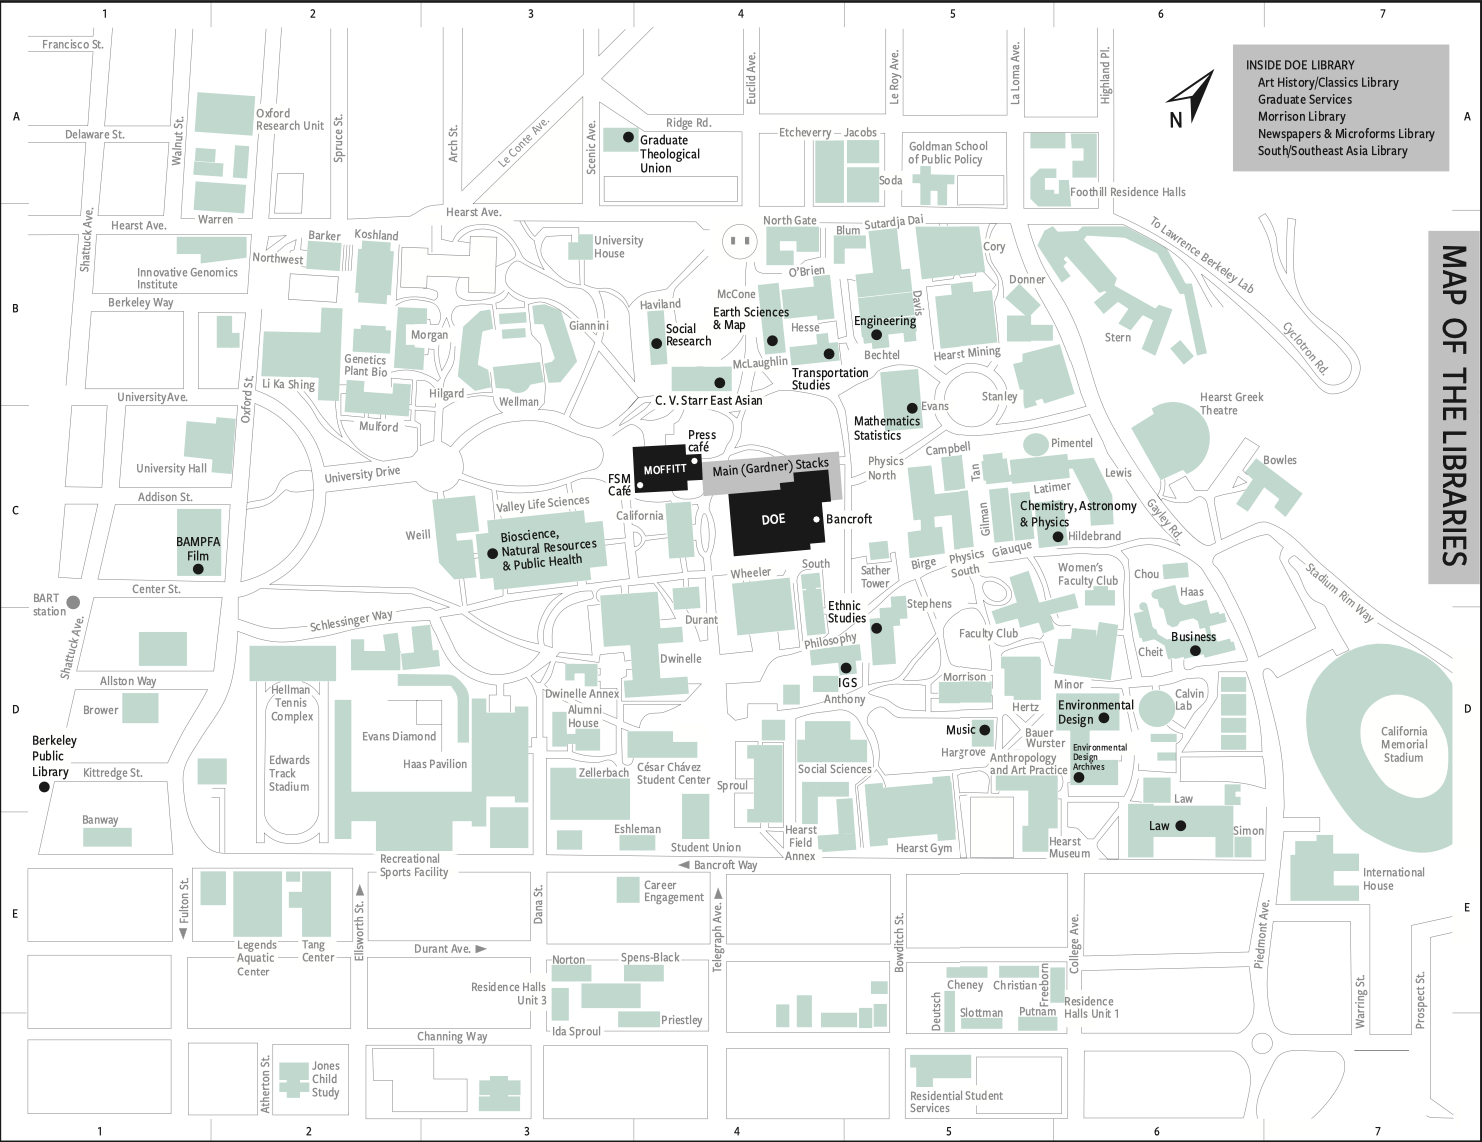 1 2 3 4 5 6 7
A
B
C
D
E
A
B
C
D
E
1 2 3 4 5 6 7
MAP OF THE LIBRARIES
INSIDE DOE LIBRARY
Art History/Classics Library
Graduate Services
Morrison Library
Newspapers & Microforms Library
South/Southeast Asia Library
N
Francisco St.
Delaware St.
Walnut St.
Oxford
Research Unit
Spruce St.
Arch St.
Le Conte Ave.
Scenic Ave.
Ridge Rd.
Graduate
Theological
Union
Euclid Ave.
Etcheverry
Jacobs
Soda
Le Roy Ave.
Goldman School
of Public Policy
La Loma Ave.
Highland Pl.
Foothill Residence Halls
Warren
Hearst Ave.
Hearst Ave.
Shattuck Ave.
Innovative Genomics
Institute
Berkeley Way
Northwest
Barker
Koshland
University
House
North Gate
Blum
Sutardja Dai
Cory
O'Brien
To Lawrence Berkeley Lab
Cyclotron Rd.
Donner
Davis
Stern
McCone
Haviland
Earth Sciences
& Map
Social
Research
Hesse
Engineering
Bechtel
Hearst Mining
McLaughlin
Transportation
Studies
Giannini
Morgan
Genetics
Plant Bio
Li Ka Shing
Hilgard
Wellman
Mulford
C. V. Starr East Asian
Evans
Mathematics
Statistics
Stanley
Hearst Greek
Theatre
University Ave.
Oxford St.
University Hall
University Drive
Addison St.
Press
café
MOFFITT
FSM
Café
Main (Gardner) Stacks
DOE
Bancroft
Physics
North
Campbell
Tan
Pimentel
Latimer
Lewis
Bowles
Gilman
Chemistry, Astronomy
& Physics
Hildebrand
Gayley Rd.
Giauque
Physics
South
Birge
Valley Life Sciences
Weill
Bioscience,
Natural Resources
& Public Health
California
BAMPFA
Film
Center St.
BART
station
Shattuck Ave.
Schlessinger Way
Wheeler
South
Sather
Tower
Women's
Faculty Club
Chou
Haas
Stadium Rim Way
Durant
Ethnic
Studies
Stephens
Philosophy
Faculty Club
Business
Cheit
Dwinelle
IGS
Anthony
Morrison
Minor
Hertz
Calvin
Lab
Allston Way
Brower
Hellman
Tennis
Complex
Evans Diamond
Dwinelle Annex
Alumni
House
Environmental
Design
Music
Hargrove
Bauer
Wurster
Environmental
Design
Archives
California
Memorial
Stadium
Berkeley
Public
Library
Kittredge St.
Edwards
Track
Stadium
Haas Pavilion
Zellerbach
César Chávez
Student Center
Sproul
Social Sciences
Anthropology
and Art Practice
Law
Law
Simon
Banway
Recreational
Sports Facility
Eshleman
Student Union
Hearst
Field
Annex
Hearst Gym
Hearst
Museum
Bancroft Way
International
House
Fulton St.
Legends
Aquatic
Center
Tang
Center
Ellsworth St.
Durant Ave.
Dana St.
Career
Engagement
Telegraph Ave.
Bowditch St.
College Ave.
Piedmont Ave.
Warring St.
Prospect St.
Norton
Spens-Black
Residence Halls
Unit 3
Ida Sproul
Priestley
Cheney
Christian
Freeborn
Deutsch
Slottman
Putnam
Residence
Halls Unit 1
Channing Way
Atherton St.
Jones
Child
Study
Residential Student
Services